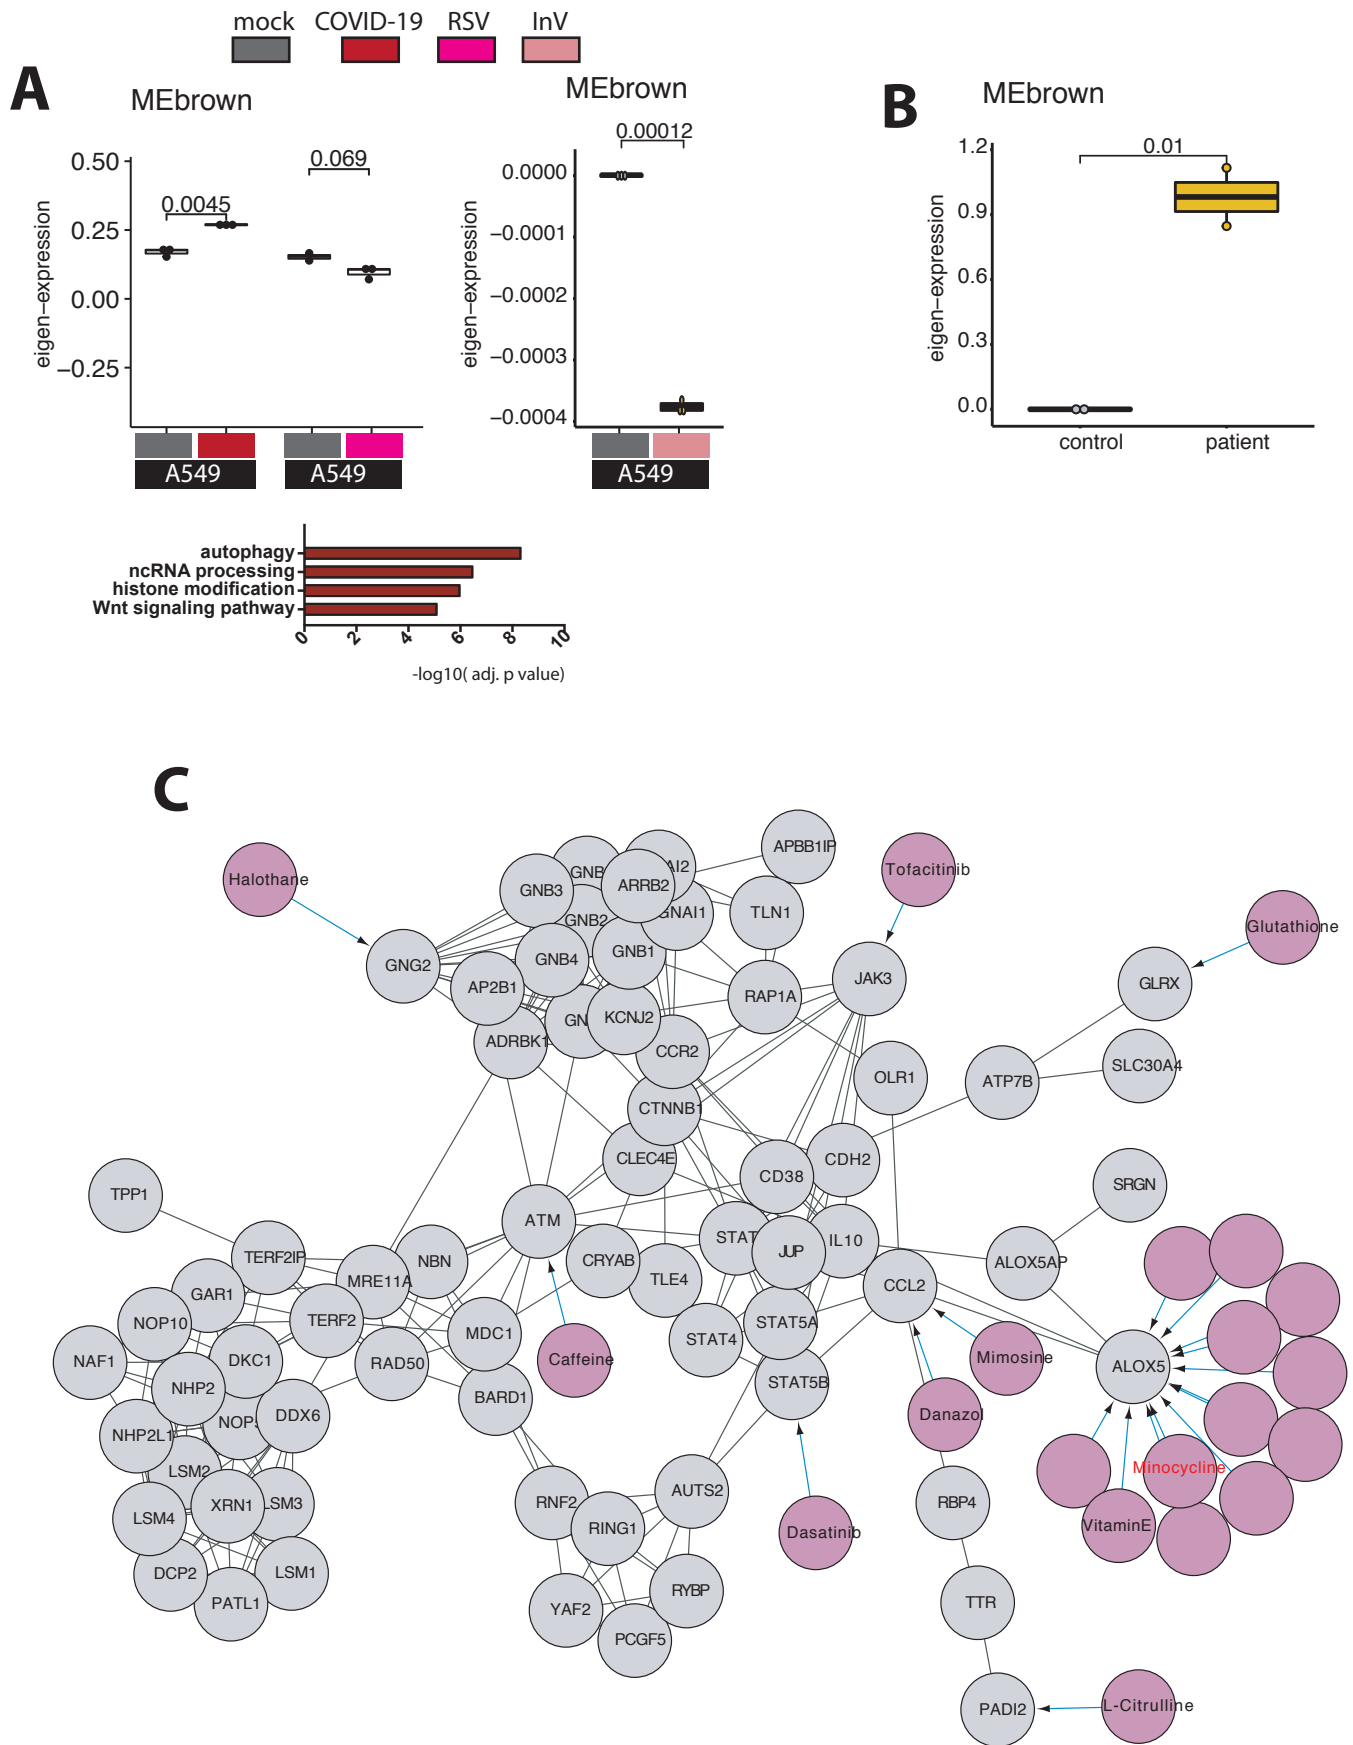 mock COVID-19 RSV InV
A
MEbrown
MEbrown
B
MEbrown
eigen−expression
0.50
0.25
0.00
−0.25
0.0045
0.069
A549
A549
eigen−expression
0.0000
−0.0001
−0.0002
−0.0003
−0.0004
0.00012
A549
eigen−expression
1.2
0.9
0.6
0.3
0.0
0.01
control
patient
autophagy
ncRNA processing
histone modification
Wnt signaling pathway
0 2 4 6 8 10
-log10( adj. p value)
C
Halothane
GNB3
GNB
AI2
ARRB2
APBB1IP
Tofacitinib
GNB2
GNAI1
TLN1
Glutathione
GNG2
GNB4
GNB1
AP2B1
JAK3
GLRX
RAP1A
GN
KCNJ2
ADRBK1
CCR2
OLR1
ATP7B
SLC30A4
CTNNB1
CLEC4E
CD38
CDH2
SRGN
TPP1
ATM
STAT
JUP
IL10
TERF2IP
NBN
CRYAB
ALOX5AP
MRE11A
TLE4
CCL2
GAR1
NOP10
TERF2
MDC1
STAT4
STAT5A
NAF1
DKC1
RAD50
Caffeine
Mimosine
ALOX5
NHP2
BARD1
STAT5B
Danazol
NOP
DDX6
NHP2L1
LSM2
Minocycline
XRN1
LSM3
LSM4
RNF2
AUTS2
RBP4
RING1
Dasatinib
VitaminE
DCP2
LSM1
PATL1
YAF2
RYBP
TTR
PCGF5
PADI2
L-Citrulline